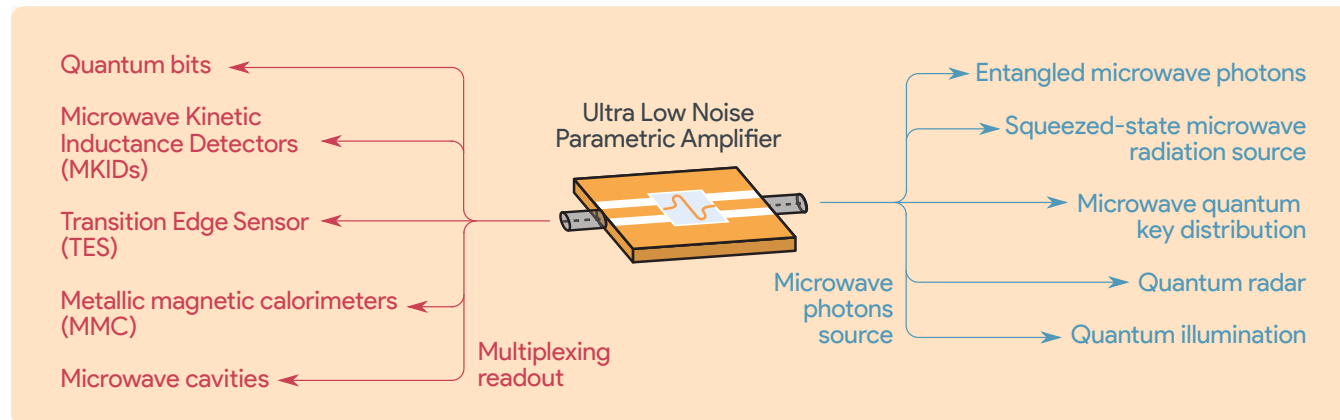 Quantum bits
Microwave Kinetic
Inductance Detectors
(MKIDs)
Transition Edge Sensor
(TES)
Metallic magnetic calorimeters
(MMC)
Microwave cavities
Multiplexing
readout
Ultra Low Noise
Parametric Amplifier
Microwave
photons
source
Entangled microwave photons
Squeezed-state microwave
radiation source
Microwave quantum
key distribution
Quantum radar
Quantum illumination